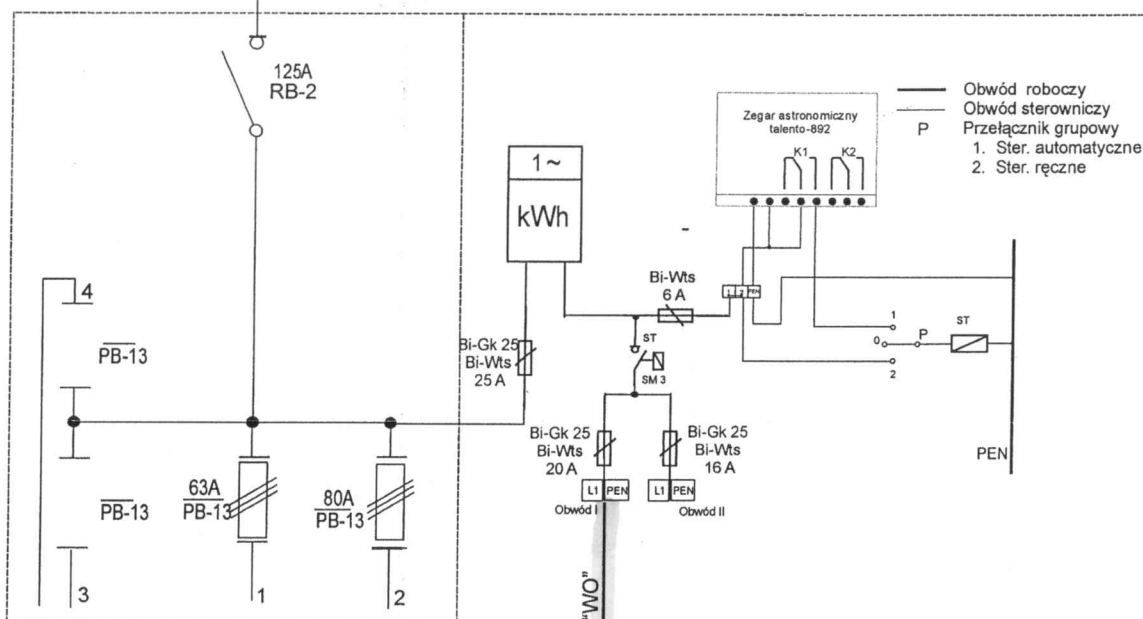 125A
RB-2
Obwód roboczy
Obwód sterowniczy
P Przełącznik grupowy
1. Ster. automatyczne
2. Ster. ręczne
Zegar astronomiczny
talento-892
K1 K2
1 ~
kWh
4
PB-13
Bi-Gk 25
Bi-Wts
25 A
Bi-Wts
6 A
1 2 PEN
ST
SM 3
1
0 P
2
ST
PEN
Bi-Gk 25
Bi-Wts
20 A
Bi-Gk 25
Bi-Wts
16 A
L1 PEN
L1 PEN
Obwód I
Obwód II
PB-13
63A
PB-13
80A
PB-13
3
1
2
"WO"